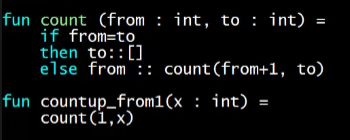 fun count (from : int, to : int) =
if from=to
then to::[]
else from :: count(from+1, to)
fun countup_from1(x : int) =
count(1,x)